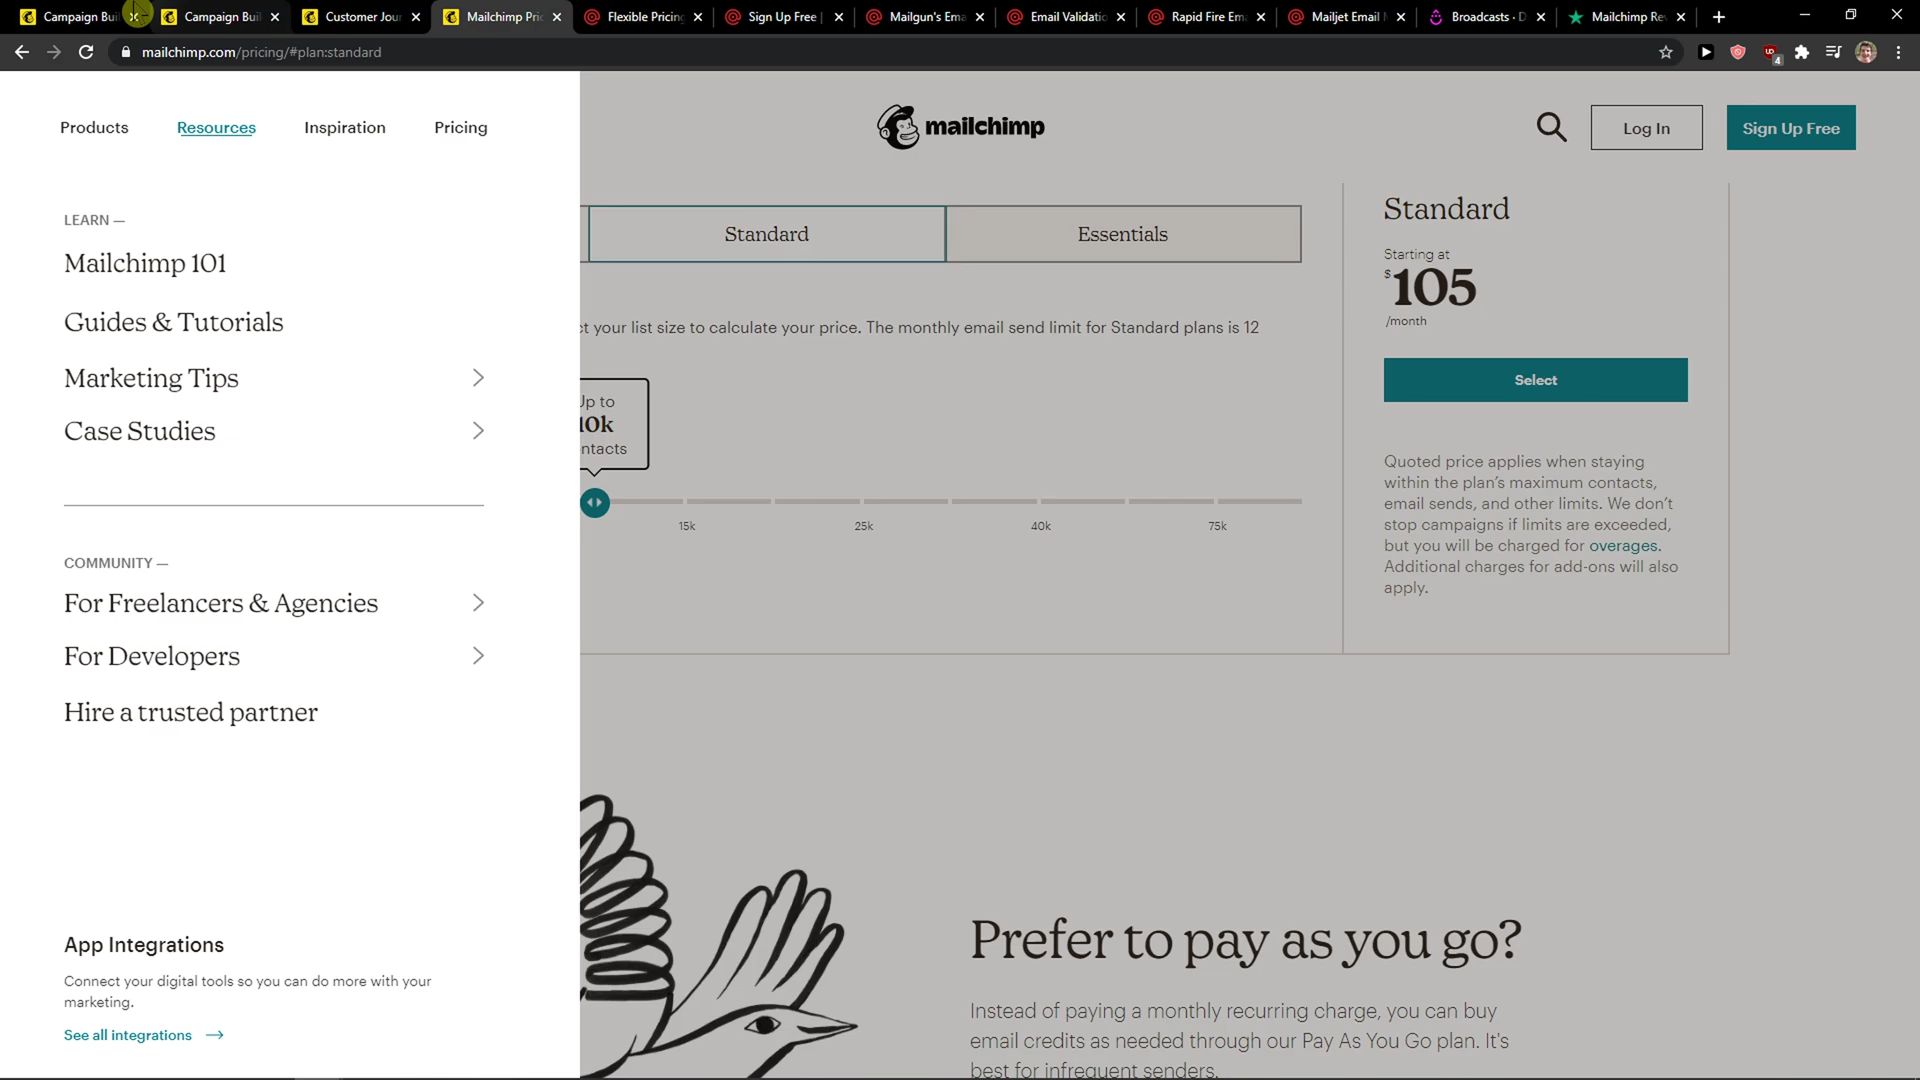 Campaign Buil
Campaign Buil
Customer Jour
Mailchimp Pric
Flexible Pricing
Sign Up Free |
Mailgun's Ema
Email Validatio
Rapid Fire Ema
Mailjet Email M
Broadcasts · D
Mailchimp Rev
mailchimp.com/pricing/#plan:standard
4
Products
Resources
Inspiration
Pricing
mailchimp
Log In
Sign Up Free
LEARN —
Mailchimp 101
Guides & Tutorials
Marketing Tips
Case Studies
COMMUNITY —
For Freelancers & Agencies
For Developers
Hire a trusted partner
App Integrations
Connect your digital tools so you can do more with your
marketing.
See all integrations →
Standard
Essentials
ct your list size to calculate your price. The monthly email send limit for Standard plans is 12
Up to
10k
ntacts
15k
25k
40k
75k
Standard
Starting at
$105
/month
Select
Quoted price applies when staying
within the plan's maximum contacts,
email sends, and other limits. We don't
stop campaigns if limits are exceeded,
but you will be charged for overages.
Additional charges for add-ons will also
apply.
Prefer to pay as you go?
Instead of paying a monthly recurring charge, you can buy
email credits as needed through our Pay As You Go plan. It's
best for infrequent senders.